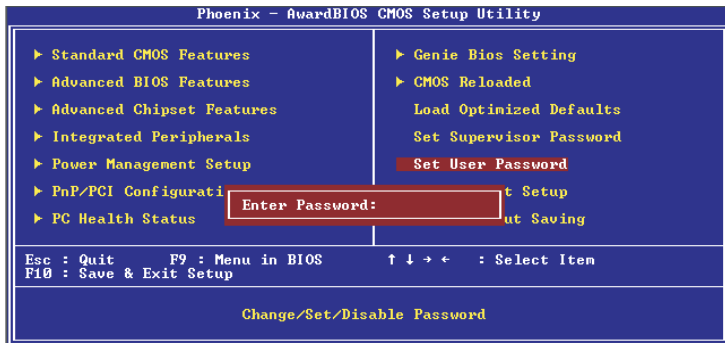 Phoenix - AwardBIOS CMOS Setup Utility
▶ Standard CMOS Features
▶ Advanced BIOS Features
▶ Advanced Chipset Features
▶ Integrated Peripherals
▶ Power Management Setup
▶ PnP/PCI Configurati
▶ PC Health Status
▶ Genie Bios Setting
▶ CMOS Reloaded
Load Optimized Defaults
Set Supervisor Password
Set User Password
t Setup
ut Saving
Enter Password:
Esc : Quit F9 : Menu in BIOS ↑ ↓ → ← : Select Item
F10 : Save & Exit Setup
Change/Set/Disable Password